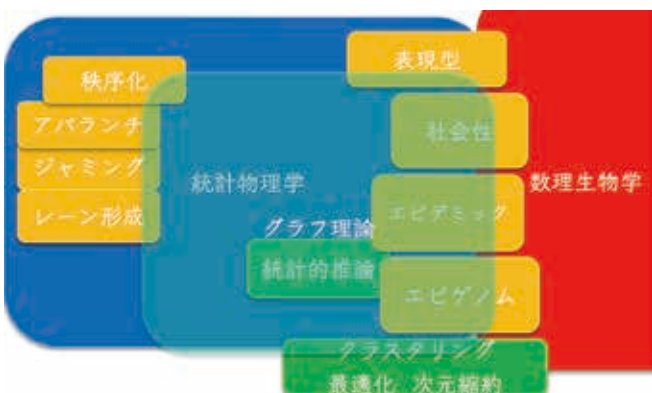 表現型
秩序化
アバランチ
社会性
ジャミング
統計物理学
数理生物学
レーン形成
エピデミック
グラフ理論
統計的推論
エピゲノム
クラスタリング
最適化 次元縮約